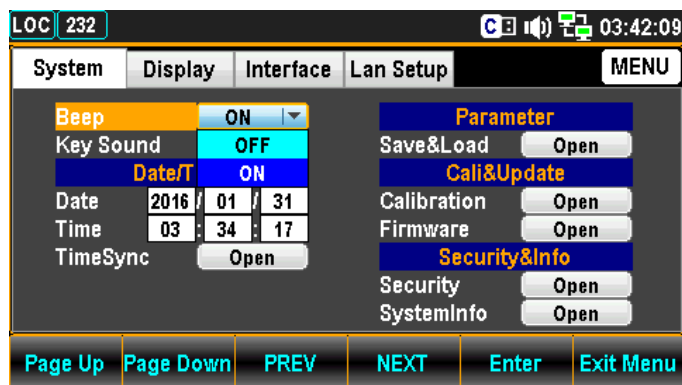 LOC 232 C 03:42:09
System Display Interface Lan Setup MENU
Beep ON
Key Sound OFF
ON
Date/T
Date 2016 / 01 / 31
Time 03 : 34 : 17
TimeSync Open
Parameter
Save&Load Open
Cali&Update
Calibration Open
Firmware Open
Security&Info
Security Open
SystemInfo Open
Page Up Page Down PREV NEXT Enter Exit Menu